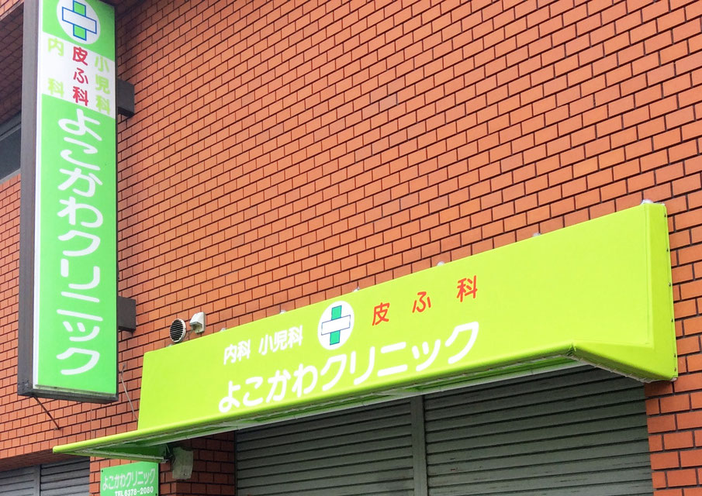 内科
皮ふ科
小児科
よこかわクリニック
内科 小児科 皮ふ科
よこかわクリニック
よこかわクリニック
TEL6378-2000